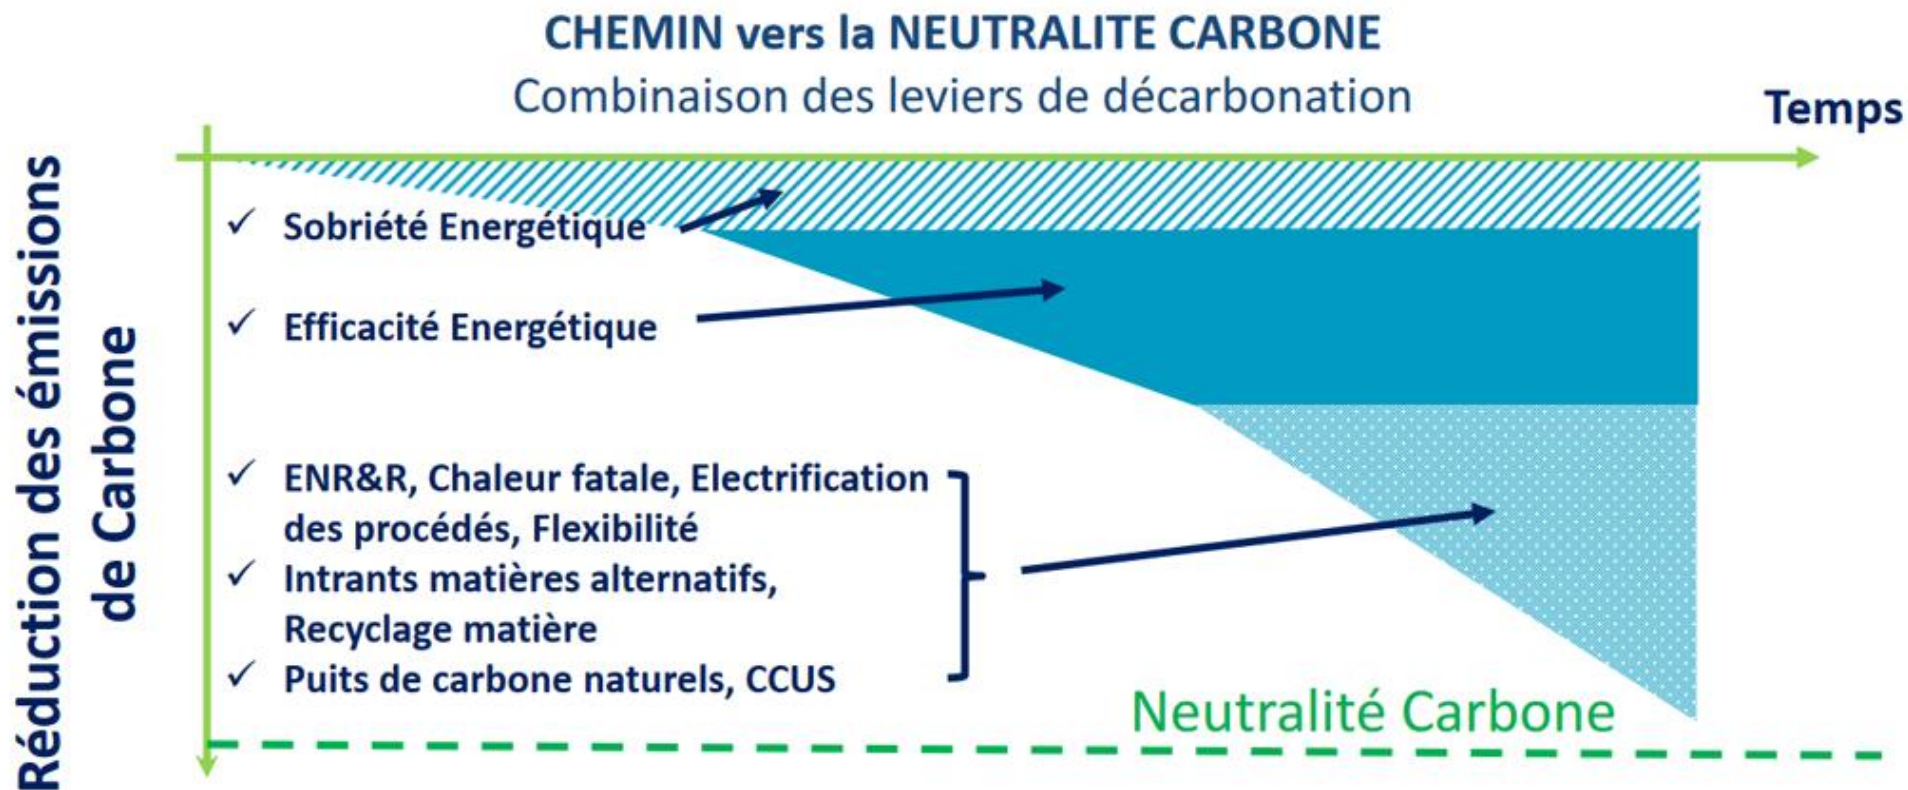 CHEMIN vers la NEUTRALITE CARBONE
Combinaison des leviers de décarbonation
Temps
Réduction des émissions
de Carbone
✓ Sobriété Energétique
✓ Efficacité Energétique
✓ ENR&R, Chaleur fatale, Electrification
des procédés, Flexibilité
✓ Intrants matières alternatifs,
Recyclage matière
✓ Puits de carbone naturels, CCUS
Neutralité Carbone